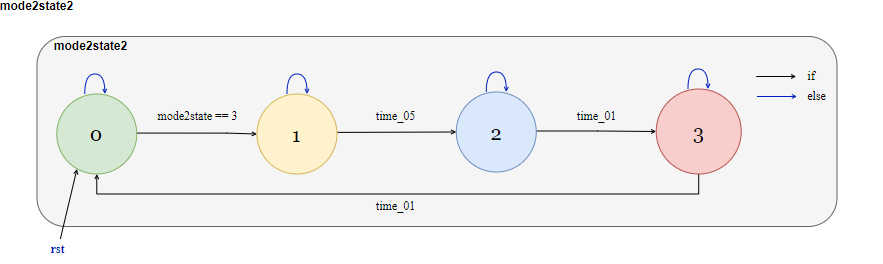 mode2state2
mode2state2
if
else
mode2state == 3
time_05
time_01
0
1
2
3
time_01
rst